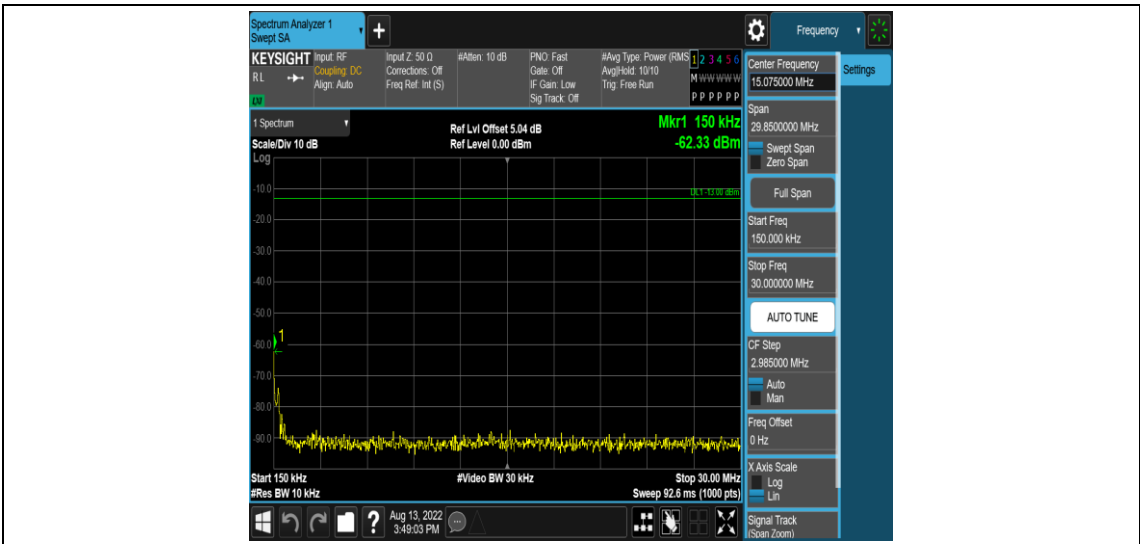 Spectrum Analyzer 1
Swept SA
+
Frequency
KEYSIGHT
RL
LXI
Input: RF
Coupling: DC
Align: Auto
Input Z: 50 Ω
Corrections: Off
Freq Ref: Int (S)
#Atten: 10 dB
PNO: Fast
Gate: Off
IF Gain: Low
Sig Track: Off
#Avg Type: Power (RMS
Avg|Hold: 10/10
Trig: Free Run
1 2 3 4 5 6
M W W W W W
P P P P P P
1 Spectrum
Scale/Div 10 dB
Log
Ref Lvl Offset 5.04 dB
Ref Level 0.00 dBm
Mkr1 150 kHz
-62.33 dBm
DL1 -13.00 dBm
-10.0
-20.0
-30.0
-40.0
-50.0
1
-60.0
-70.0
-80.0
-90.0
Start 150 kHz
#Res BW 10 kHz
#Video BW 30 kHz
Stop 30.00 MHz
Sweep 92.6 ms (1000 pts)
?
Aug 13, 2022
3:49:03 PM
Center Frequency
15.075000 MHz
Settings
Span
29.8500000 MHz
Swept Span
Zero Span
Full Span
Start Freq
150.000 kHz
Stop Freq
30.000000 MHz
AUTO TUNE
CF Step
2.985000 MHz
Auto
Man
Freq Offset
0 Hz
X Axis Scale
Log
Lin
Signal Track
(Span Zoom)